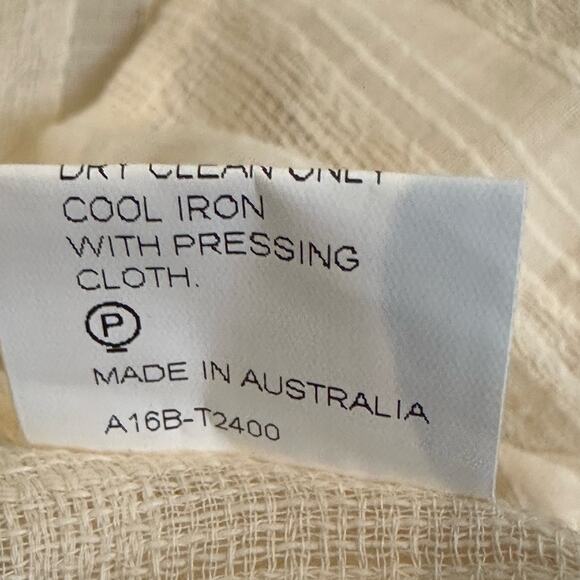 DRY CLEAN ONLY
COOL IRON
WITH PRESSING
CLOTH.
P
MADE IN AUSTRALIA
A16B-T2400